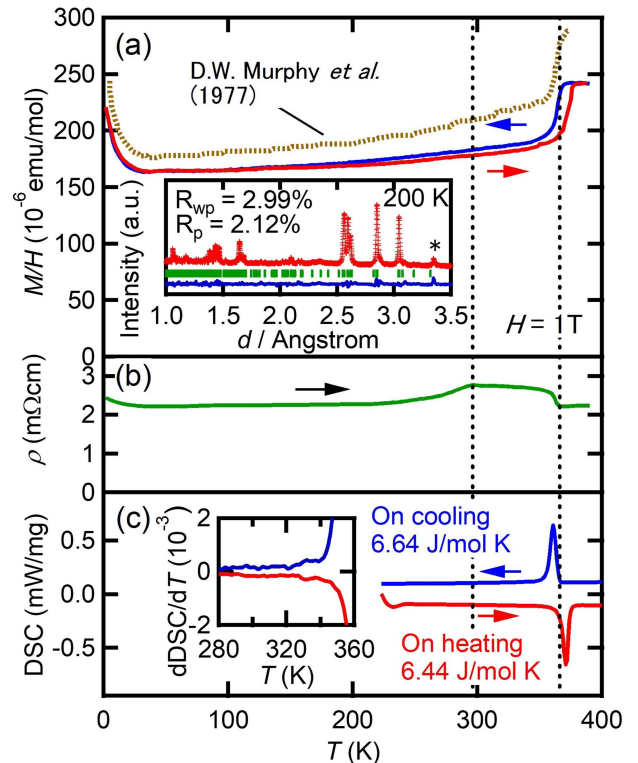 300
(a)
D.W. Murphy et al.
(1977)
250
200
150
100
50
0
M/H (10⁻⁶ emu/mol)
R_wp = 2.99%
R_p = 2.12%
200 K
*
Intensity (a.u.)
1.0 1.5 2.0 2.5 3.0 3.5
d / Angstrom
H = 1T
(b)
3
2
1
0
ρ (mΩcm)
(c)
0.5
0.0
-0.5
DSC (mW/mg)
dDSC/dT (10⁻³)
2
0
-2
280 320 360
T (K)
On cooling
6.64 J/mol K
On heating
6.44 J/mol K
0 100 200 300 400
T (K)